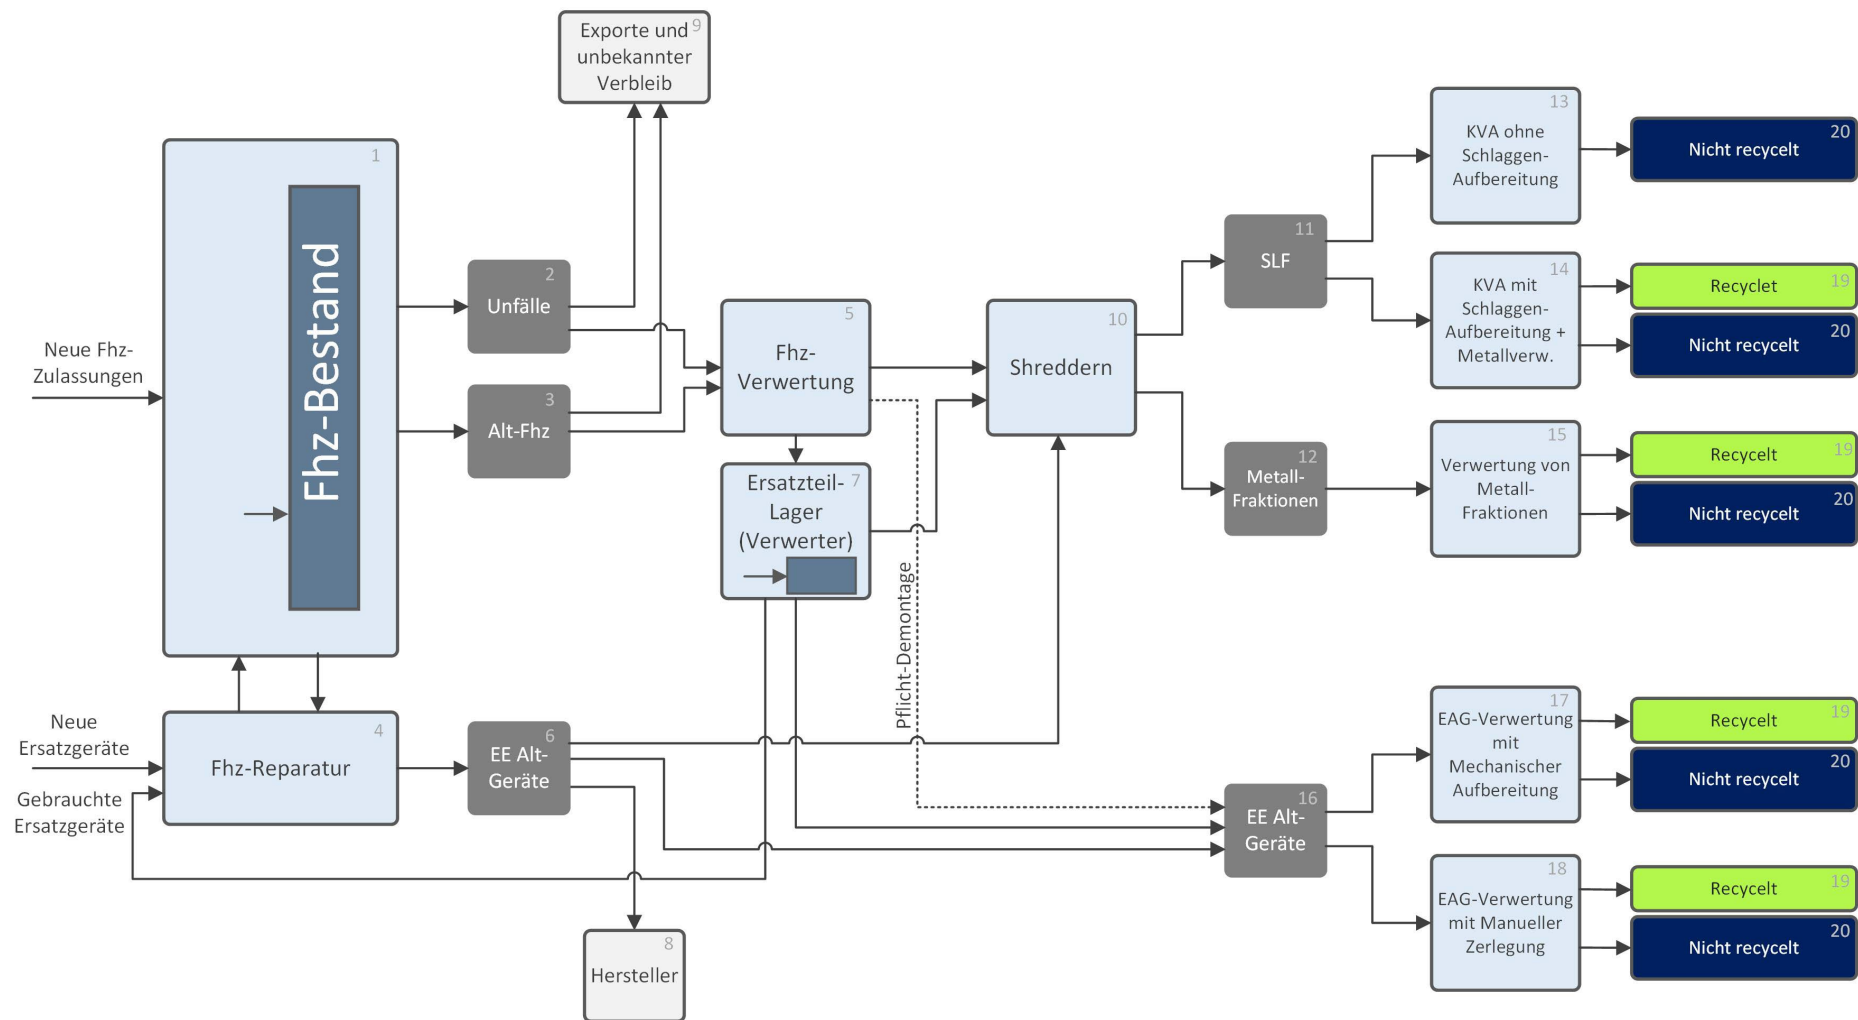 Exporte und
unbekannter
Verbleib
9
1
Fhz-Bestand
Neue Fhz-
Zulassungen
2
Unfälle
3
Alt-Fhz
4
Fhz-Reparatur
Neue
Ersatzgeräte
Gebrauchte
Ersatzgeräte
5
Fhz-
Verwertung
6
EE Alt-
Geräte
7
Ersatzteil-
Lager
(Verwerter)
8
Hersteller
Pflicht-Demontage
10
Shreddern
11
SLF
12
Metall-
Fraktionen
13
KVA ohne
Schlaggen-
Aufbereitung
20
Nicht recycelt
14
KVA mit
Schlaggen-
Aufbereitung +
Metallverw.
Recyclet
19
20
Nicht recycelt
15
Verwertung von
Metall-
Fraktionen
Recycelt
19
20
Nicht recycelt
16
EE Alt-
Geräte
17
EAG-Verwertung
mit
Mechanischer
Aufbereitung
Recycelt
19
20
Nicht recycelt
18
EAG-Verwertung
mit Manueller
Zerlegung
Recycelt
19
20
Nicht recycelt